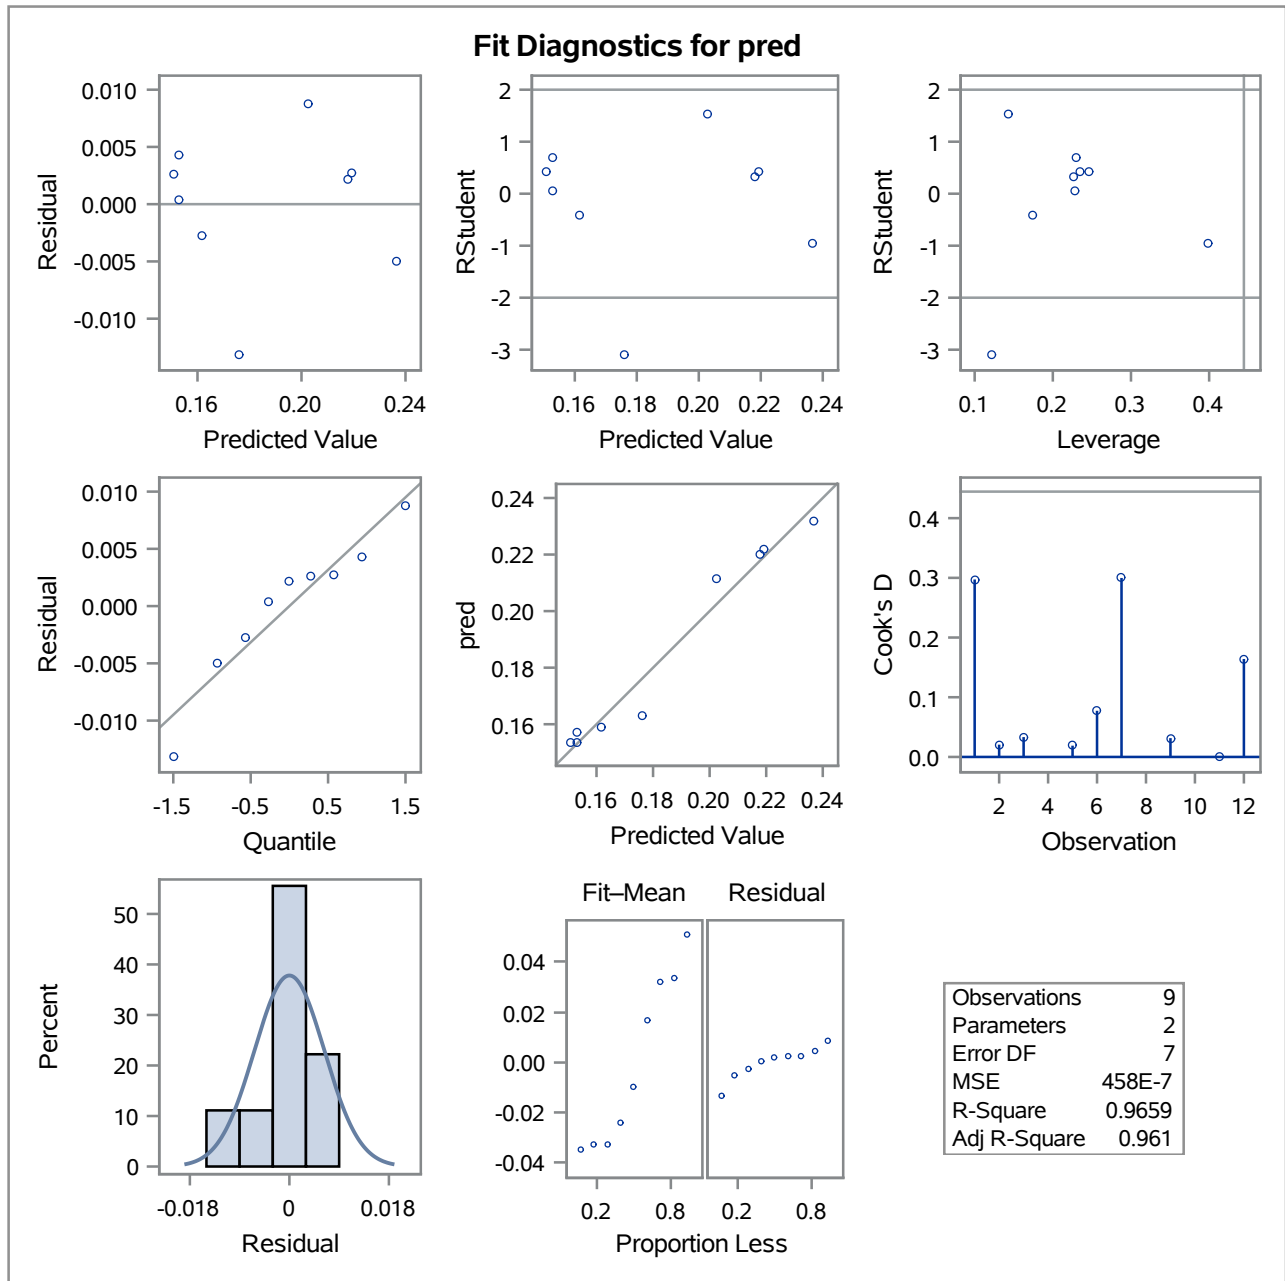 Fit Diagnostics for pred
0.010
0.005
0.000
-0.005
-0.010
Residual
0.16 0.20 0.24
Predicted Value
2
1
0
-1
-2
-3
RStudent
0.16 0.18 0.20 0.22 0.24
Predicted Value
2
1
0
-1
-2
-3
RStudent
0.1 0.2 0.3 0.4
Leverage
0.010
0.005
0.000
-0.005
-0.010
Residual
-1.5 -0.5 0.5 1.5
Quantile
0.24
0.22
0.20
0.18
0.16
pred
0.16 0.18 0.20 0.22 0.24
Predicted Value
0.4
0.3
0.2
0.1
0.0
Cook's D
2 4 6 8 10 12
Observation
50
40
30
20
10
0
Percent
-0.018 0 0.018
Residual
Fit–Mean Residual
0.04
0.02
0.00
-0.02
-0.04
0.2 0.8 0.2 0.8
Proportion Less
Observations 9
Parameters 2
Error DF 7
MSE 458E-7
R-Square 0.9659
Adj R-Square 0.961